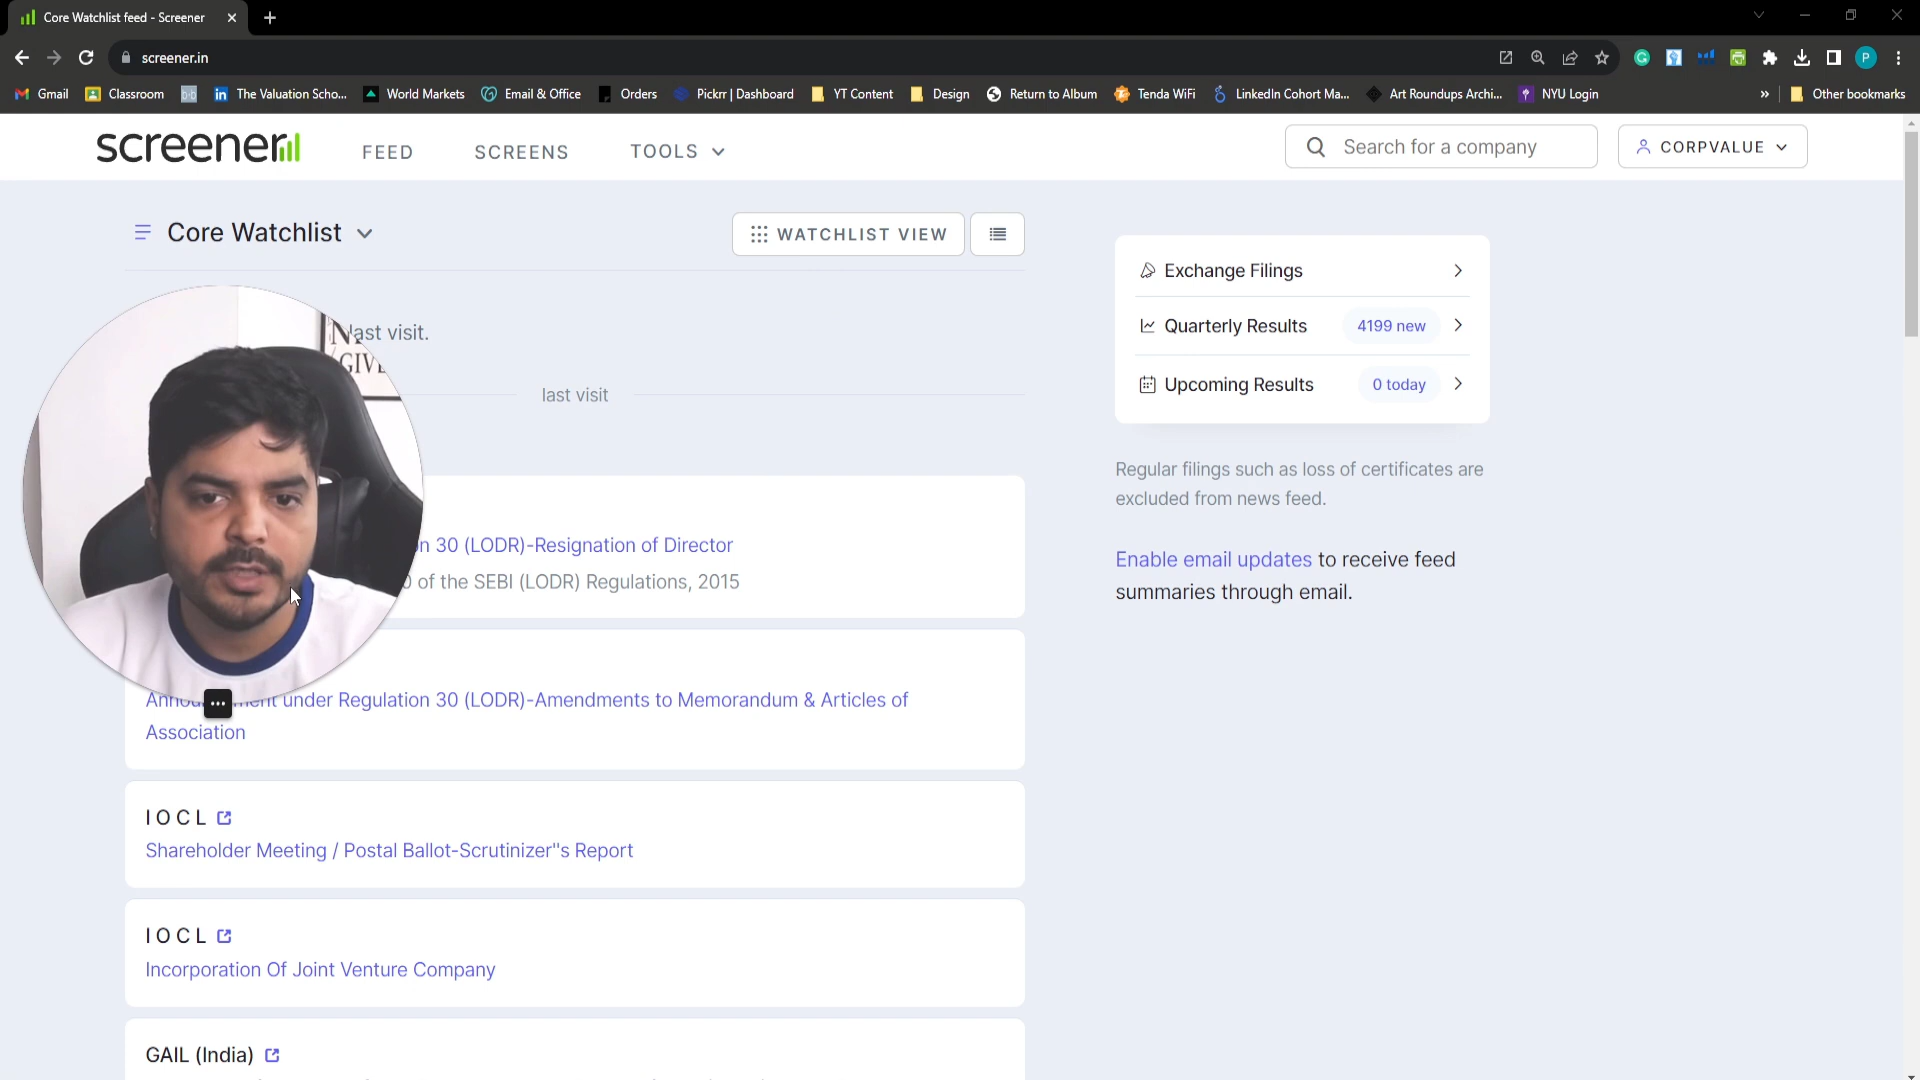 Core Watchlist feed - Screener
screener.in
Gmail
Classroom
The Valuation Scho...
World Markets
Email & Office
Orders
Pickrr | Dashboard
YT Content
Design
Return to Album
Tenda WiFi
LinkedIn Cohort Ma...
Art Roundups Archi...
NYU Login
»
Other bookmarks
P
screener
FEED
SCREENS
TOOLS
Search for a company
CORPVALUE
Core Watchlist
WATCHLIST VIEW
last visit.
GIVE
last visit
30 (LODR)-Resignation of Director
of the SEBI (LODR) Regulations, 2015
under Regulation 30 (LODR)-Amendments to Memorandum & Articles of
Association
I O C L
Shareholder Meeting / Postal Ballot-Scrutinizer"s Report
I O C L
Incorporation Of Joint Venture Company
GAIL (India)
Exchange Filings
Quarterly Results
4199 new
Upcoming Results
0 today
Regular filings such as loss of certificates are
excluded from news feed.
Enable email updates to receive feed
summaries through email.